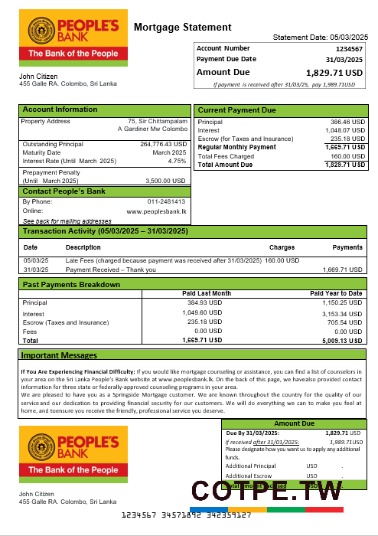 PEOPLE'S
BANK
The Bank of the People
Mortgage Statement
Statement Date: 05/03/2025
Account Number 1234567
Payment Due Date 31/03/2025
Amount Due 1,829.71 USD
If payment is received after 31/03/2025, pay 1,989.71USD
John Citizen
455 Galle RA. Colombo, Sri Lanka
Account Information
Property Address 75, Sir Chittampalam
A Gardiner Mw Colombo
Outstanding Principal 264,776.43 USD
Maturity Date March 2025
Interest Rate (Until March 2025) 4.75%
Prepayment Penalty
(Until March 2025) 3,500.00 USD
Contact People's Bank
By Phone: 011-2481413
Online: www.peoplesbank.lk
See back for mailing addresses
Current Payment Due
Principal 386.46 USD
Interest 1,048.07 USD
Escrow (for Taxes and Insurance) 235.18 USD
Regular Monthly Payment 1,669.71 USD
Total Fees Charged 160.00 USD
Total Amount Due 1,829.71 USD
Transaction Activity (05/03/2025 – 31/03/2025)
Date Description Charges Payments
05/03/25 Late Fees (charged because payment was received after 31/03/2025) 160.00 USD
31/03/25 Payment Received – Thank you 1,669.71 USD
Past Payments Breakdown
Paid Last Month Paid Year to Date
Principal 384.93 USD 1,150.25 USD
Interest 1,049.60 USD 3,153.34 USD
Escrow (Taxes and Insurance) 235.18 USD 705.54 USD
Fees 0.00 USD 0.00 USD
Total 1,669.71 USD 5,009.13 USD
Important Messages
If You Are Experiencing Financial Difficulty: If you would like mortgage counseling or assistance, you can find a list of counselors in
your area on the Sri Lanka People's Bank website at www.peoplesbank.lk. On the back of this page, we have also provided contact
information for three state or federally-approved counseling programs in your area.
We are pleased to have you as a Springside Mortgage customer. We are known throughout the country for the quality of our
service and our dedication to providing financial security for our customers. We will do everything we can to make you feel at
home, and to ensure you receive the friendly, professional service you deserve.
PEOPLE'S
BANK
The Bank of the People
Amount Due
Due By 31/03/2025: 1,829.71 USD
If received after 31/03/2025: 1,989.71USD
Please designate how you want us to apply any additional
funds.
Additional Principal USD .
Additional Escrow USD .
John Citizen
455 Galle RA. Colombo, Sri Lanka
COTPE.TW
1234567 34571892 342359127